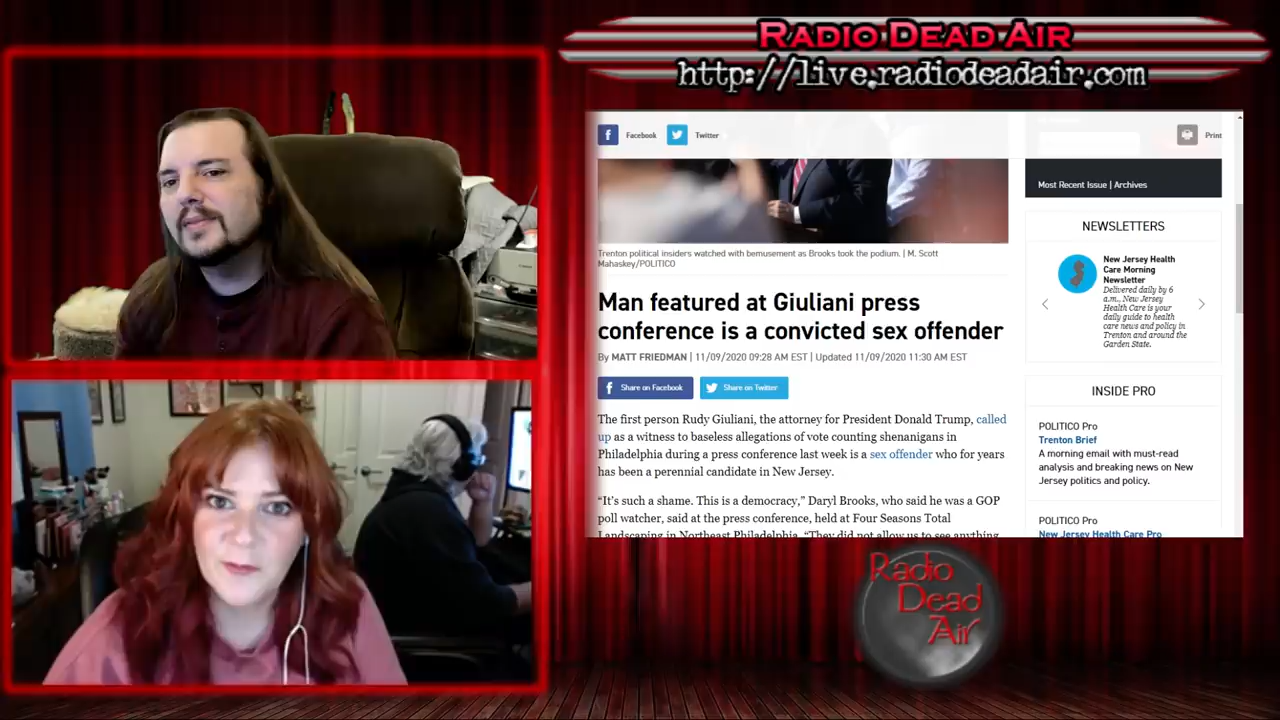 RADIO DEAD AIR
http://live.radiodeadair.com
f Facebook
Twitter
Print
Most Recent Issue | Archives
Trenton political insiders watched with bemusement as Brooks took the podium. | M. Scott
Mahaskey/POLITICO
Man featured at Giuliani press
conference is a convicted sex offender
By MATT FRIEDMAN | 11/09/2020 09:28 AM EST | Updated 11/09/2020 11:30 AM EST
f Share on Facebook
Share on Twitter
The first person Rudy Giuliani, the attorney for President Donald Trump, called
up as a witness to baseless allegations of vote counting shenanigans in
Philadelphia during a press conference last week is a sex offender who for years
has been a perennial candidate in New Jersey.
“It’s such a shame. This is a democracy,” Daryl Brooks, who said he was a GOP
poll watcher, said at the press conference, held at Four Seasons Total
Landscaping in Northeast Philadelphia. “They did not allow us to see anything.
NEWSLETTERS
New Jersey Health
Care Morning
Newsletter
Delivered daily by 6
a.m., New Jersey
Health Care is your
daily guide to health
care news and policy in
Trenton and around the
Garden State.
INSIDE PRO
POLITICO Pro
Trenton Brief
A morning email with must-read
analysis and breaking news on New
Jersey politics and policy.
POLITICO Pro
New Jersey Health Care Pro
Radio
Dead
Air